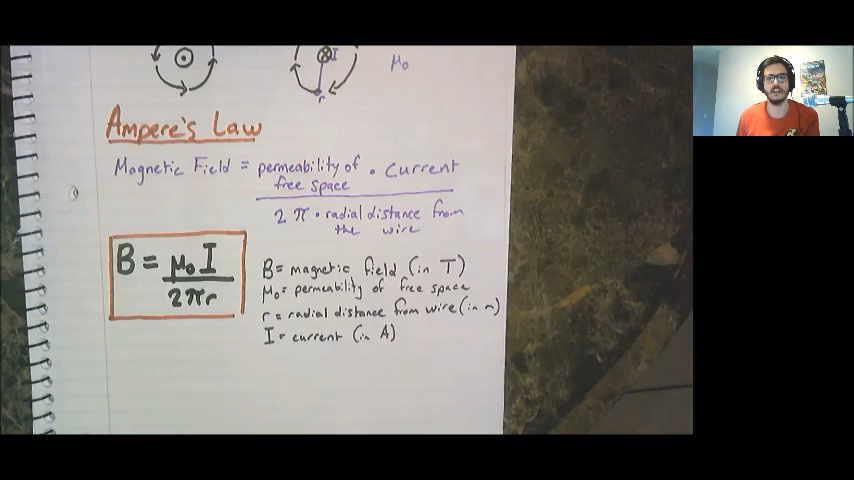 I
μ₀
r
Ampere's Law
Magnetic Field = permeability of free space · current
2 π · radial distance from the wire
B = μ₀I
2πr
B = magnetic field (in T)
μ₀ = permeability of free space
r = radial distance from wire (in m)
I = current (in A)